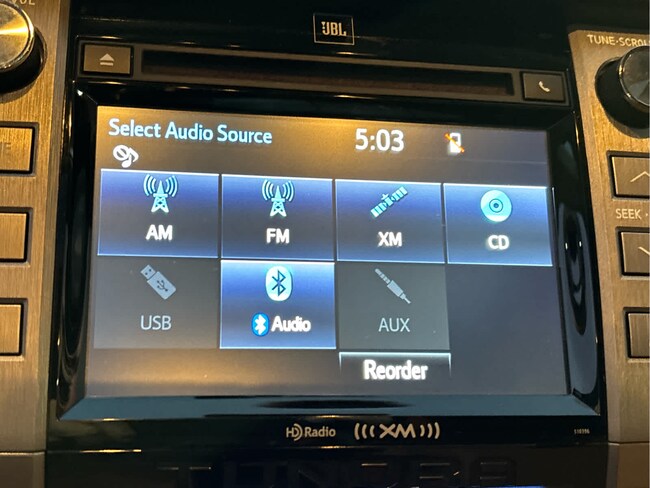 JBL
TUNE-SCROLL
Select Audio Source
5:03
AM
FM
XM
CD
SEEK
USB
Audio
AUX
Reorder
HD Radio
(((XM)))
TUNDRA